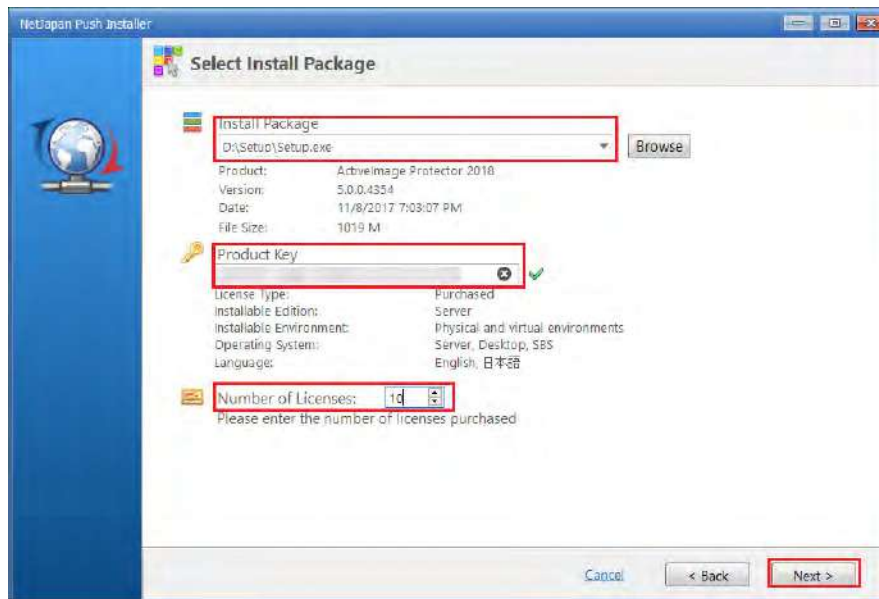 NetJapan Push Installer
Select Install Package
Install Package
D:\Setup\Setup.exe
Browse
Product: ActiveImage Protector 2018
Version: 5.0.0.4354
Date: 11/8/2017 7:03:07 PM
File Size: 1019 M
Product Key
License Type: Purchased
Installable Edition: Server
Installable Environment: Physical and virtual environments
Operating System: Server, Desktop, SBS
Language: English, 日本語
Number of Licenses: 10
Please enter the number of licenses purchased
Cancel < Back Next >